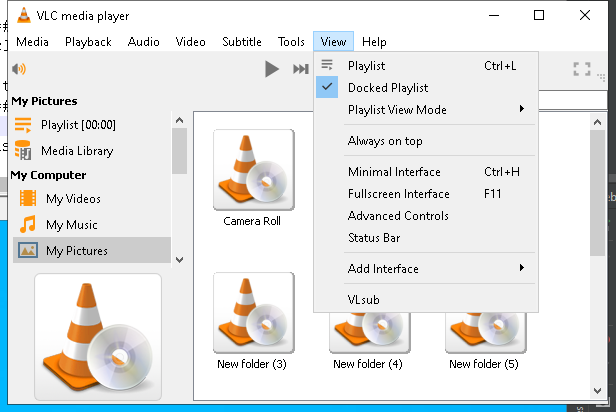 VLC media player
Media Playback Audio Video Subtitle Tools View Help
Playlist Ctrl+L
Docked Playlist
Playlist View Mode
Always on top
Minimal Interface Ctrl+H
Fullscreen Interface F11
Advanced Controls
Status Bar
Add Interface
VLsub
My Pictures
Playlist [00:00]
Media Library
My Computer
My Videos
My Music
My Pictures
Camera Roll
New folder (3) New folder (4) New folder (5)